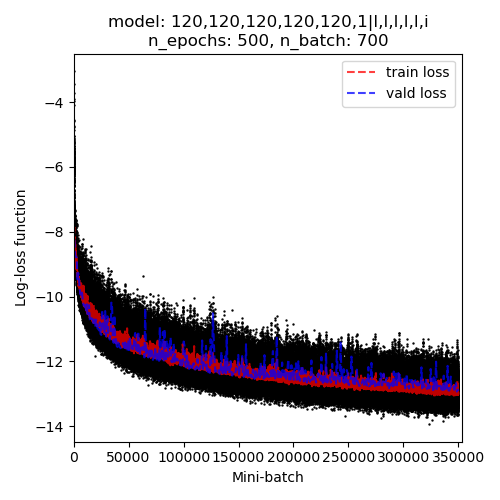 model: 120,120,120,120,120,1|l,l,l,l,l,i
n_epochs: 500, n_batch: 700
train loss
vald loss
−4
−6
−8
−10
−12
−14
Log-loss function
0 50000 100000 150000 200000 250000 300000 350000
Mini-batch